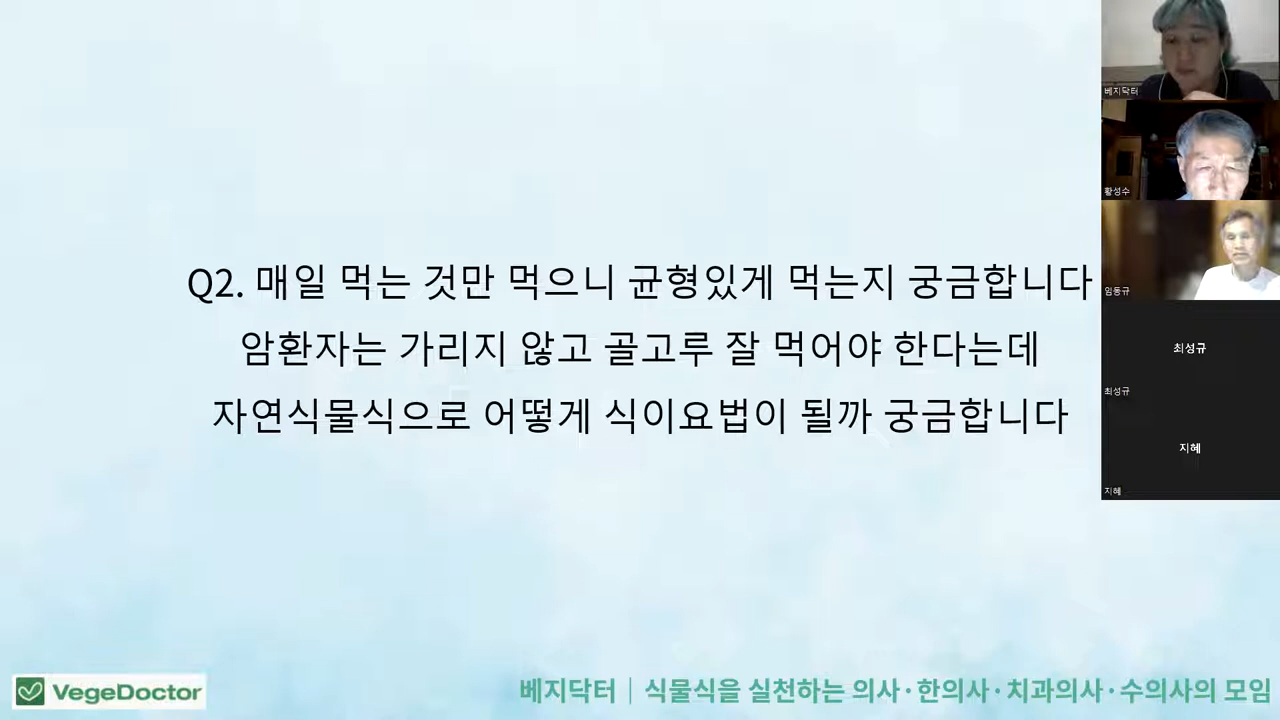 Q2. 매일 먹는 것만 먹으니 균형있게 먹는지 궁금합니다
암환자는 가리지 않고 골고루 잘 먹어야 한다는데
자연식물식으로 어떻게 식이요법이 될까 궁금합니다
베지닥터
황성수
임동규
최성규
최성규
지혜
지혜
VegeDoctor
베지닥터 | 식물식을 실천하는 의사·한의사·치과의사·수의사의 모임